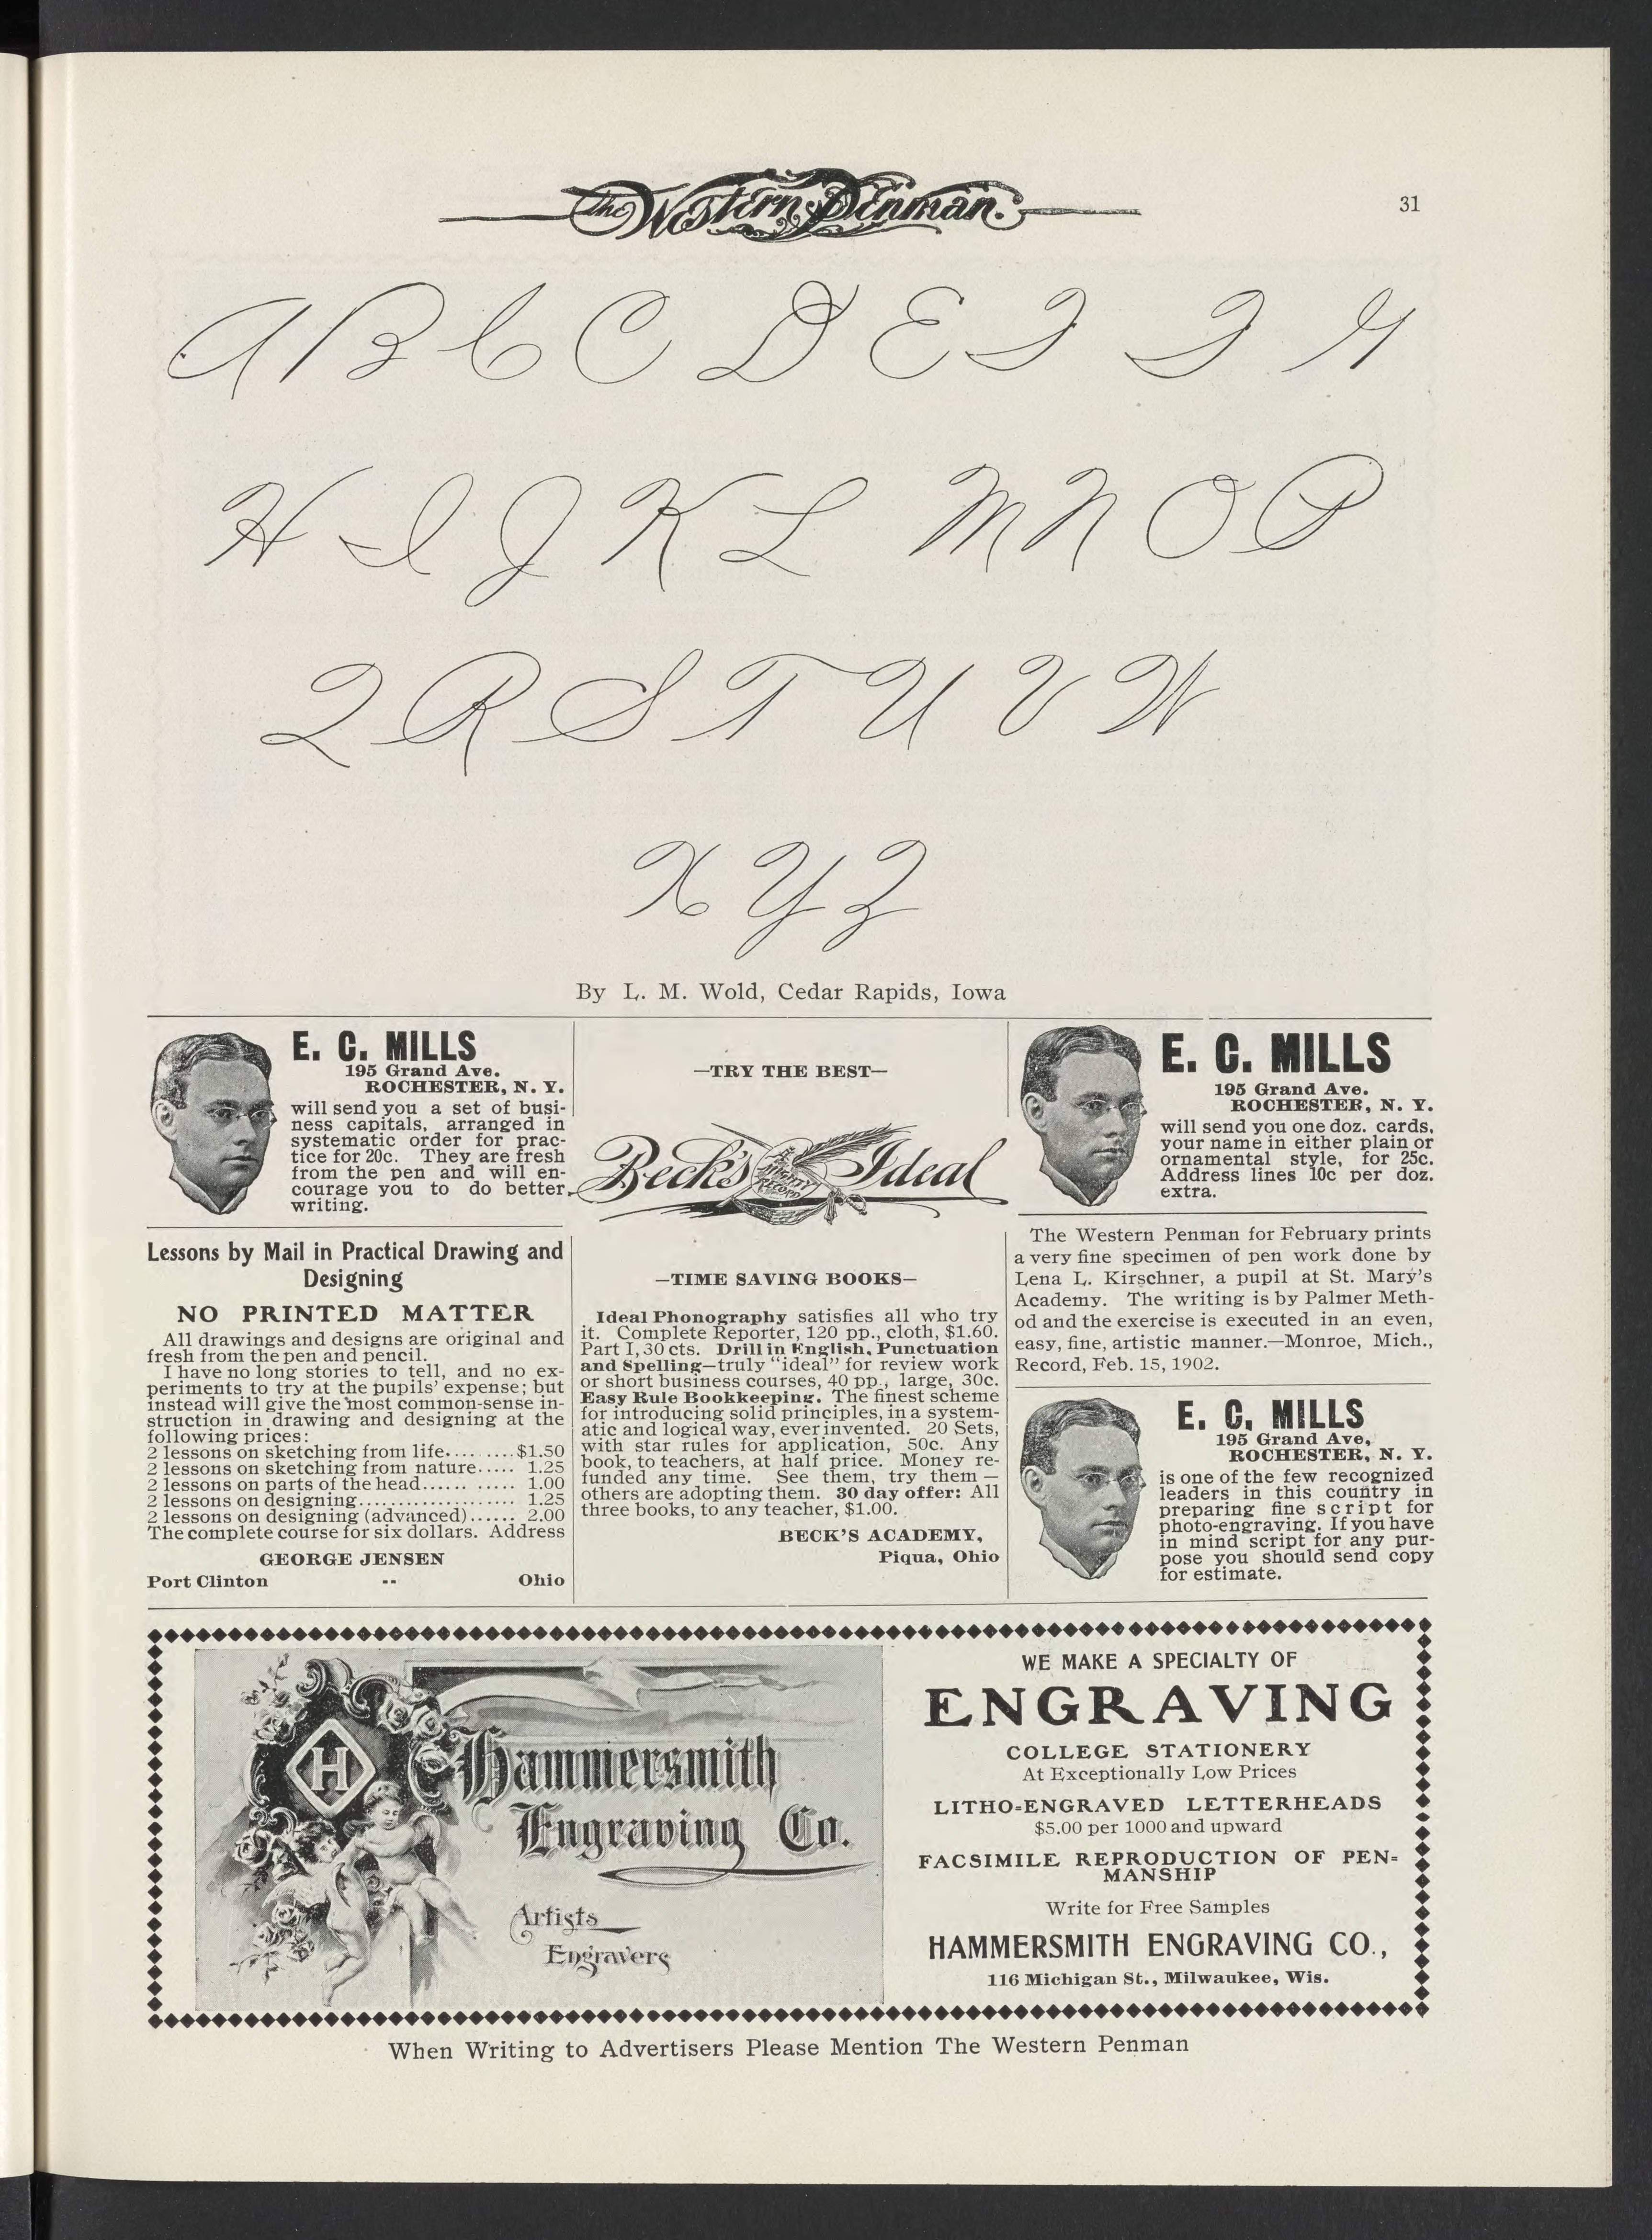 The Western Penman.
31
A B C C D E I I G
H I J K L M N O P
Q R S T U V W
X Y Z
By L. M. Wold, Cedar Rapids, Iowa
E. C. MILLS
195 Grand Ave.
ROCHESTER, N. Y.
will send you a set of busi-
ness capitals, arranged in
systematic order for prac-
tice for 20c. They are fresh
from the pen and will en-
courage you to do better
writing.
Lessons by Mail in Practical Drawing and
Designing
NO PRINTED MATTER
All drawings and designs are original and
fresh from the pen and pencil.
I have no long stories to tell, and no ex-
periments to try at the pupils' expense; but
instead will give the most common-sense in-
struction in drawing and designing at the
following prices:
2 lessons on sketching from life.... ....$1.50
2 lessons on sketching from nature..... 1.25
2 lessons on parts of the head...... ..... 1.00
2 lessons on designing.................... 1.25
2 lessons on designing (advanced)...... 2.00
The complete course for six dollars. Address
GEORGE JENSEN
Port Clinton -- Ohio
—TRY THE BEST—
Beck's Ideal
—TIME SAVING BOOKS—
Ideal Phonography satisfies all who try
it. Complete Reporter, 120 pp., cloth, $1.60.
Part I, 30 cts. Drill in English, Punctuation
and Spelling—truly "ideal" for review work
or short business courses, 40 pp., large, 30c.
Easy Rule Bookkeeping. The finest scheme
for introducing solid principles, in a system-
atic and logical way, ever invented. 20 Sets,
with star rules for application, 50c. Any
book, to teachers, at half price. Money re-
funded any time. See them, try them—
others are adopting them. 30 day offer: All
three books, to any teacher, $1.00.
BECK'S ACADEMY,
Piqua, Ohio
E. C. MILLS
195 Grand Ave.
ROCHESTER, N. Y.
will send you one doz. cards,
your name in either plain or
ornamental style, for 25c.
Address lines 10c per doz.
extra.
The Western Penman for February prints
a very fine specimen of pen work done by
Lena L. Kirschner, a pupil at St. Mary's
Academy. The writing is by Palmer Meth-
od and the exercise is executed in an even,
easy, fine, artistic manner.—Monroe, Mich.,
Record, Feb. 15, 1902.
E. C. MILLS
195 Grand Ave,
ROCHESTER, N. Y.
is one of the few recognized
leaders in this country in
preparing fine script for
photo-engraving. If you have
in mind script for any pur-
pose you should send copy
for estimate.
H
Hammersmith
Engraving Co.
Artists
Engravers
WE MAKE A SPECIALTY OF
ENGRAVING
COLLEGE STATIONERY
At Exceptionally Low Prices
LITHO-ENGRAVED LETTERHEADS
$5.00 per 1000 and upward
FACSIMILE REPRODUCTION OF PEN-
MANSHIP
Write for Free Samples
HAMMERSMITH ENGRAVING CO.,
116 Michigan St., Milwaukee, Wis.
When Writing to Advertisers Please Mention The Western Penman